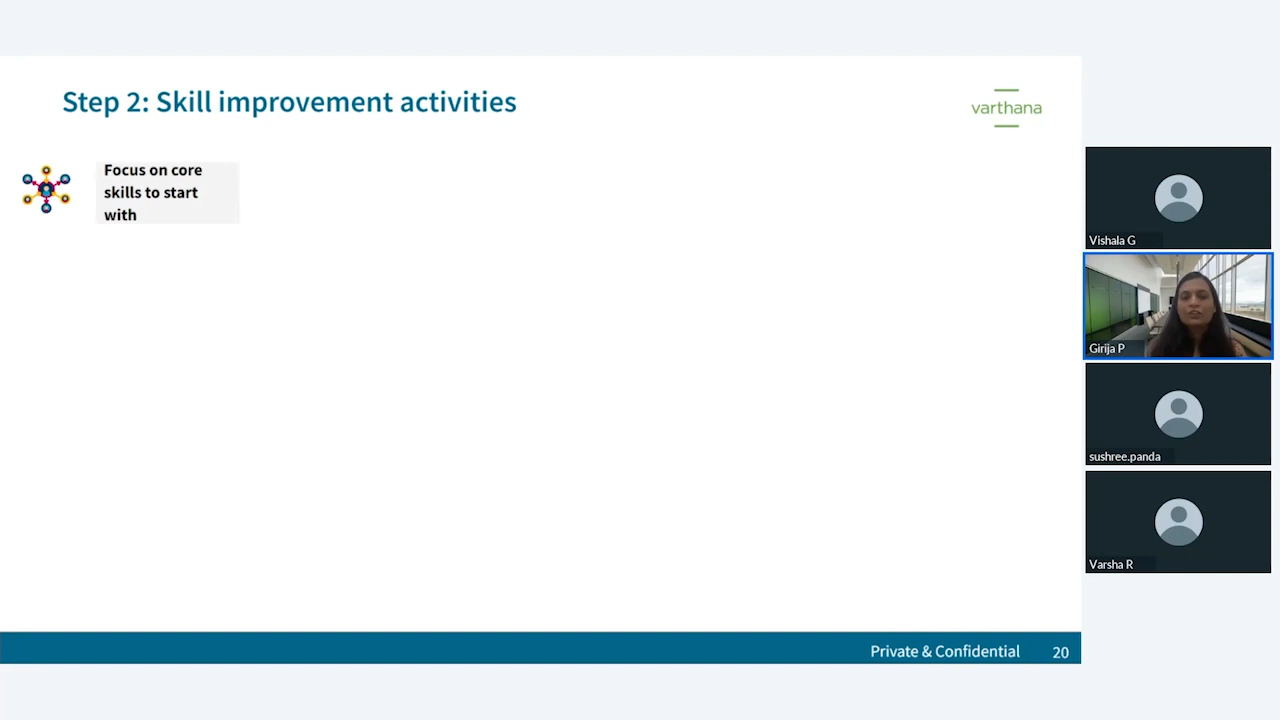 Step 2: Skill improvement activities
varthana
Focus on core
skills to start
with
Vishala G
Girija P
sushree.panda
Varsha R
Private & Confidential
20